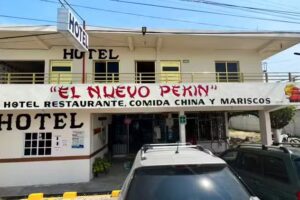 HOTEL
HOTEL
"EL NUEVO PEKIN"
HOTEL RESTAURANTE, COMIDA CHINA Y MARISCOS
HOTEL